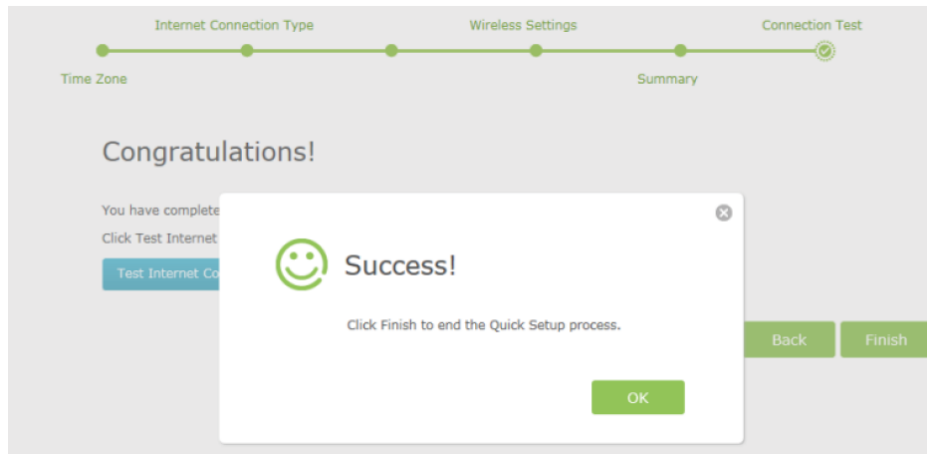 Internet Connection Type
Wireless Settings
Connection Test
Time Zone
Summary
Congratulations!
You have complete
Click Test Internet
Test Internet Co
Success!
Click Finish to end the Quick Setup process.
OK
Back
Finish